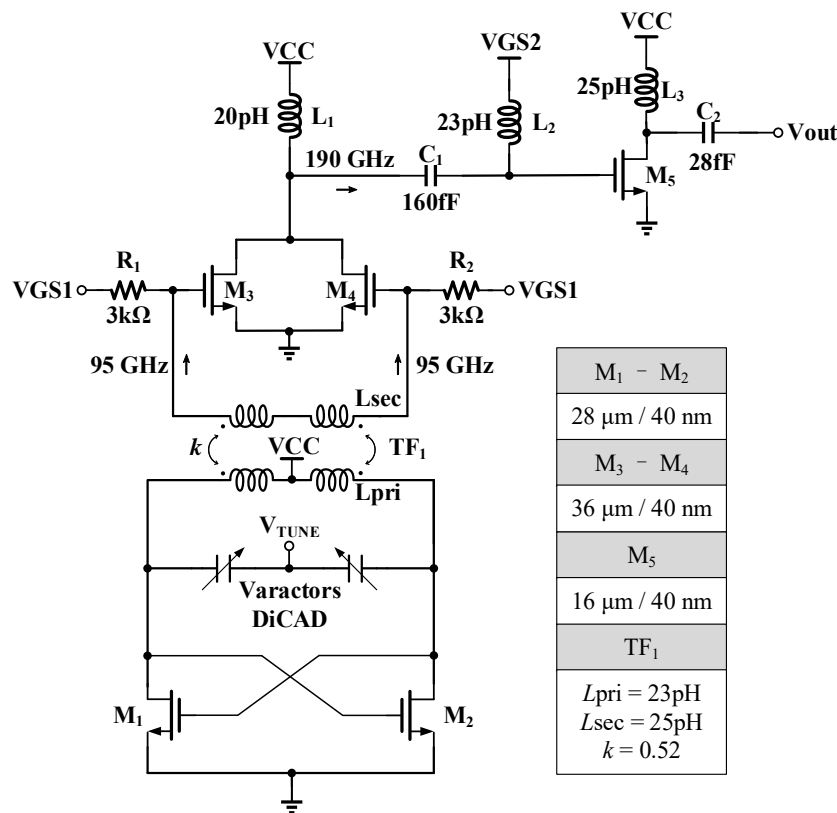 VCC
VGS2
VCC
20pH L₁
23pH L₂
25pH L₃
C₂
Vout
28fF
190 GHz
C₁
160fF
M₅
R₁
R₂
VGS1
M₃
M₄
VGS1
3kΩ
3kΩ
95 GHz
95 GHz
Lsec
k
VCC
TF₁
Lpri
V_TUNE
Varactors
DiCAD
M₁
M₂
M₁ - M₂
28 μm / 40 nm
M₃ - M₄
36 μm / 40 nm
M₅
16 μm / 40 nm
TF₁
Lpri = 23pH
Lsec = 25pH
k = 0.52